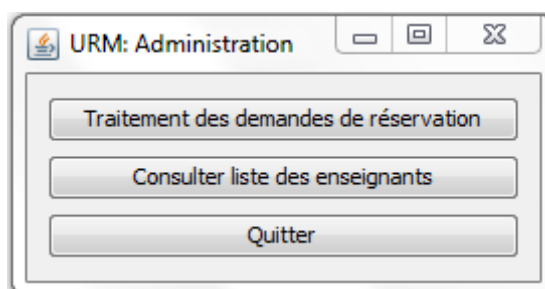 URM: Administration
Traitement des demandes de réservation
Consulter liste des enseignants
Quitter